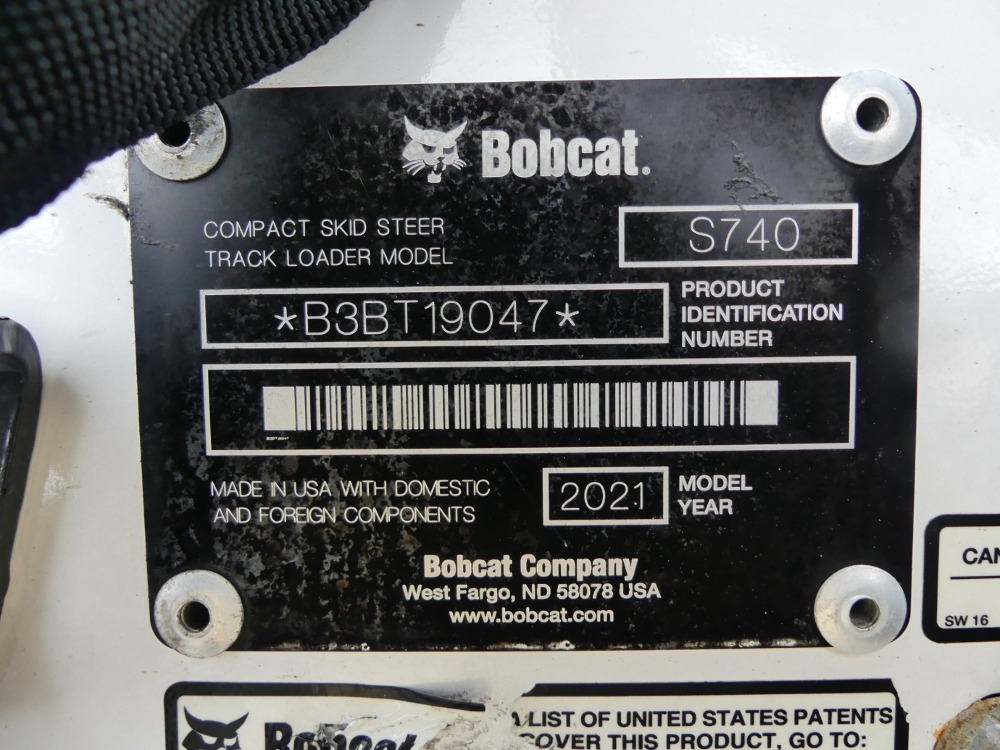 Bobcat.
COMPACT SKID STEER
TRACK LOADER MODEL
S740
*B3BT19047*
PRODUCT
IDENTIFICATION
NUMBER
MADE IN USA WITH DOMESTIC
AND FOREIGN COMPONENTS
2021
MODEL
YEAR
Bobcat Company
West Fargo, ND 58078 USA
www.bobcat.com
CAN
SW 16
Bobcat
A LIST OF UNITED STATES PATENTS
COVER THIS PRODUCT, GO TO: